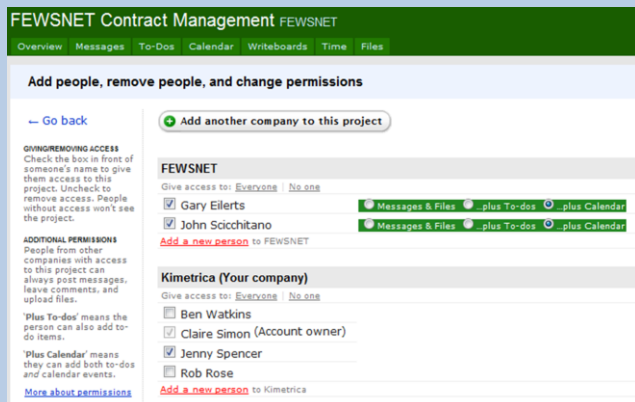 FEWSNET Contract Management FEWSNET
Overview Messages To-Dos Calendar Writeboards Time Files
Add people, remove people, and change permissions
← Go back
GIVING/REMOVING ACCESS
Check the box in front of
someone's name to give
them access to this
project. Uncheck to
remove access. People
without access won't see
the project.
ADDITIONAL PERMISSIONS
People from other
companies with access
to this project can
always post messages,
leave comments, and
upload files.
'Plus To-dos' means the
person can also add to-
do items.
'Plus Calendar' means
they can add both to-dos
and calendar events.
More about permissions
Add another company to this project
FEWSNET
Give access to: Everyone | No one
Gary Eilerts Messages & Files ...plus To-dos ...plus Calendar
John Scicchitano Messages & Files ...plus To-dos ...plus Calendar
Add a new person to FEWSNET
Kimetrica (Your company)
Give access to: Everyone | No one
Ben Watkins
Claire Simon (Account owner)
Jenny Spencer
Rob Rose
Add a new person to Kimetrica